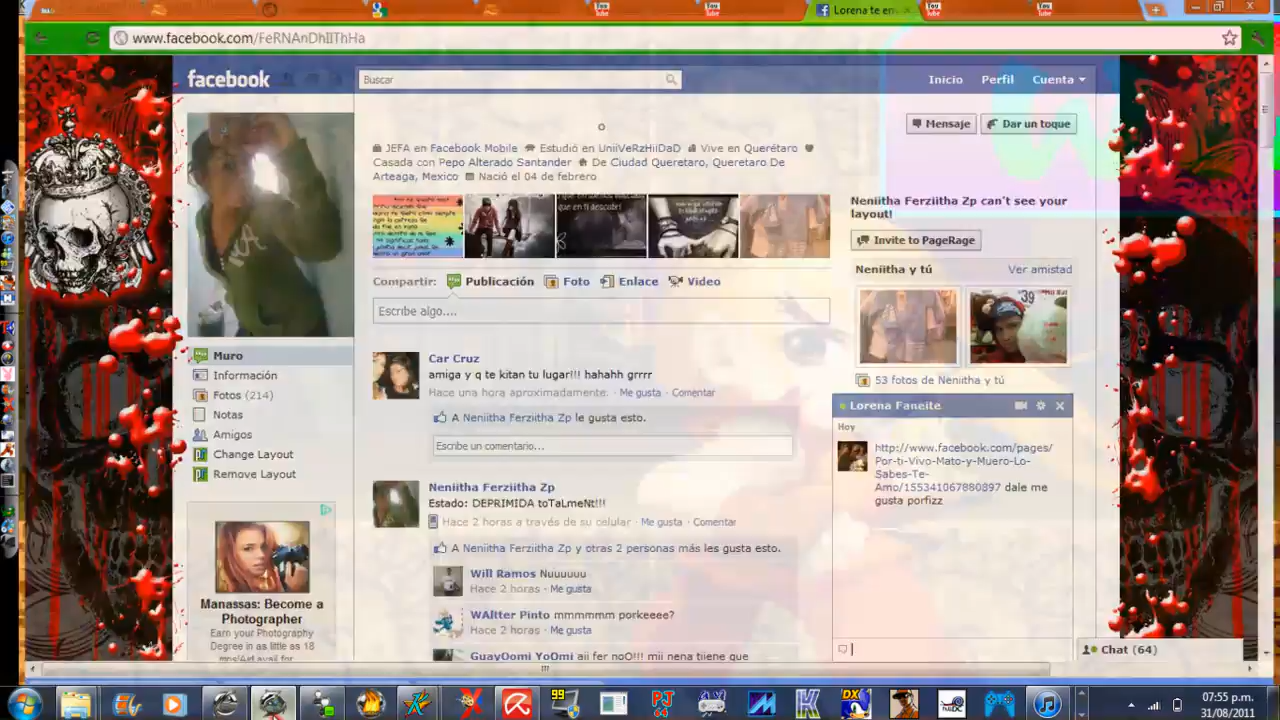 Lorena te en
www.facebook.com/FeRNAnDhIIThHa
facebook
Buscar
Inicio Perfil Cuenta
Mensaje Dar un toque
JEFA en Facebook Mobile Estudió en UniiVeRzHiiDaD Vive en Querétaro
Casada con Pepo Alterado Santander De Ciudad Queretaro, Queretaro De
Arteaga, Mexico Nació el 04 de febrero
Neniitha Ferziitha Zp can't see your
layout!
Invite to PageRage
Neniitha y tú Ver amistad
53 fotos de Neniitha y tú
Compartir: Publicación Foto Enlace Video
Escribe algo....
Muro
Información
Fotos (214)
Notas
Amigos
Change Layout
Remove Layout
Car Cruz
amiga y q te kitan tu lugar!!! hahahh grrrr
Hace una hora aproximadamente. · Me gusta · Comentar
A Neniitha Ferziitha Zp le gusta esto.
Escribe un comentario...
Neniitha Ferziitha Zp
Estado: DEPRIMIDA toTaLmeNt!!!
Hace 2 horas a través de su celular · Me gusta · Comentar
A Neniitha Ferziitha Zp y otras 2 personas más les gusta esto.
Will Ramos Nuuuuuu
Hace 2 horas · Me gusta
WAltter Pinto mmmmmm porkeeee?
Hace 2 horas · Me gusta
GuayOomi YoOmi aii fer noO!!! mii nena tiiene que
Manassas: Become a
Photographer
Earn your Photography
Degree in as little as 18
Lorena Faneite
Hoy
http://www.facebook.com/pages/
Por-ti-Vivo-Mato-y-Muero-Lo-
Sabes-Te-
Amo/155341067880897 dale me
gusta porfizz
Chat (64)
07:55 p.m.
31/08/2011